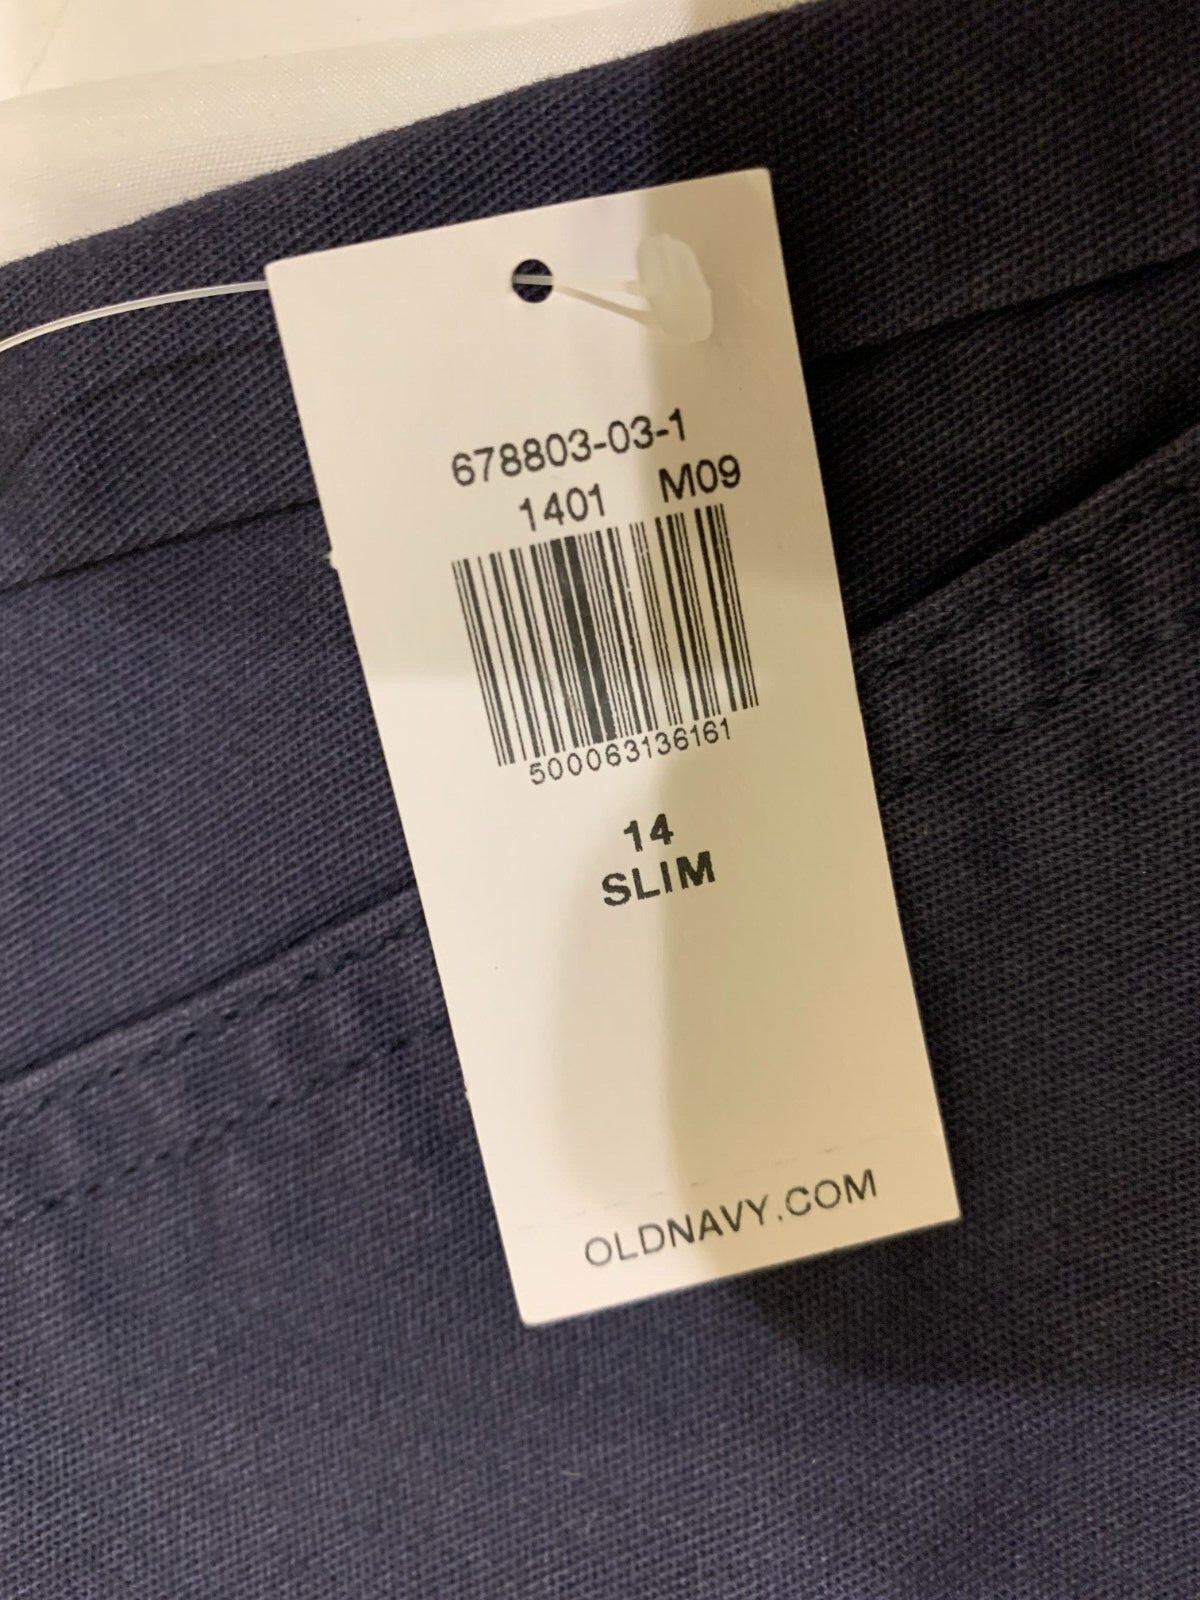 678803-03-1
1401 M09
500063136161
14
SLIM
OLDNAVY.COM